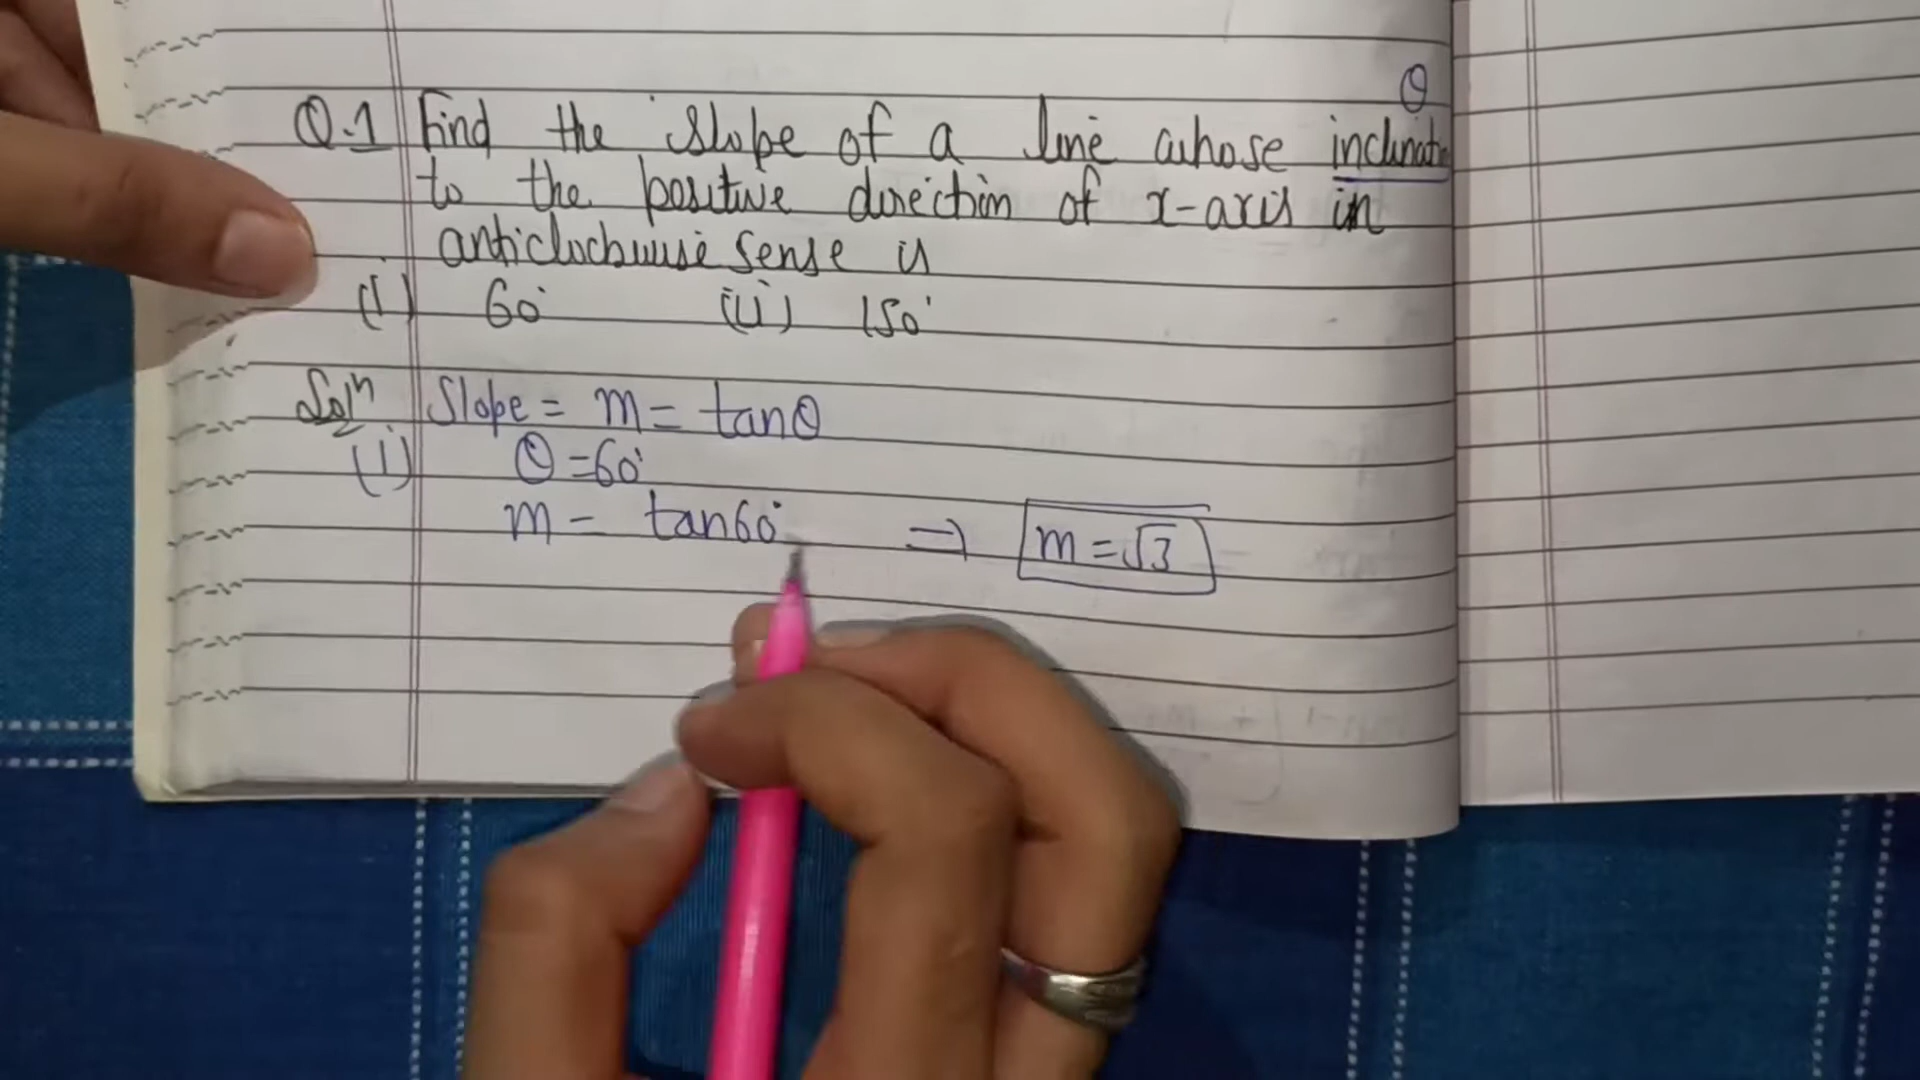 θ
Q.1 Find the slope of a line whose inclinatn
to the positive direction of x-axis in
anticlockwise sense is
(i) 60° (ii) 150°
Solⁿ Slope = m = tanθ
(i) θ = 60°
m = tan60° ⇒ m = √3